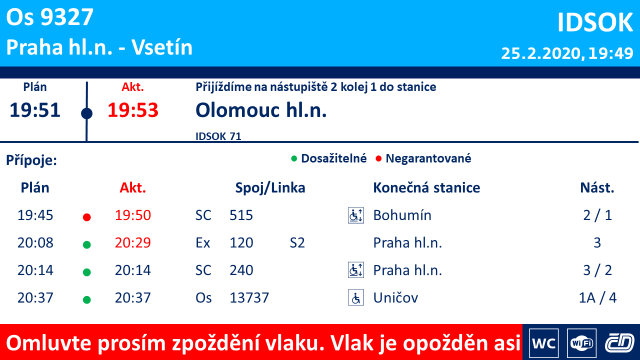 Os 9327
IDSOK
Praha hl.n. - Vsetín
25.2.2020, 19:49
Plán Akt. Přijíždíme na nástupiště 2 kolej 1 do stanice
19:51 19:53 Olomouc hl.n.
IDSOK 71
Přípoje: Dosažitelné Negarantované
Plán Akt. Spoj/Linka Konečná stanice Nást.
19:45 19:50 SC 515 Bohumín 2 / 1
20:08 20:29 Ex 120 S2 Praha hl.n. 3
20:14 20:14 SC 240 Praha hl.n. 3 / 2
20:37 20:37 Os 13737 Uničov 1A / 4
Omluvte prosím zpoždění vlaku. Vlak je opožděn asi WC WiFi ČD